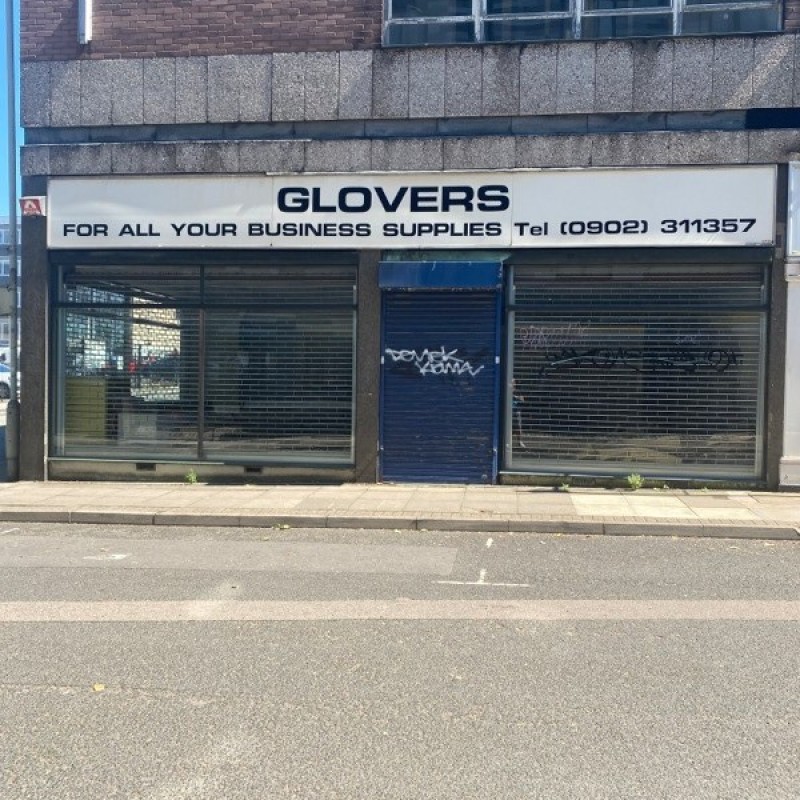 GLOVERS
FOR ALL YOUR BUSINESS SUPPLIES Tel (0902) 311357